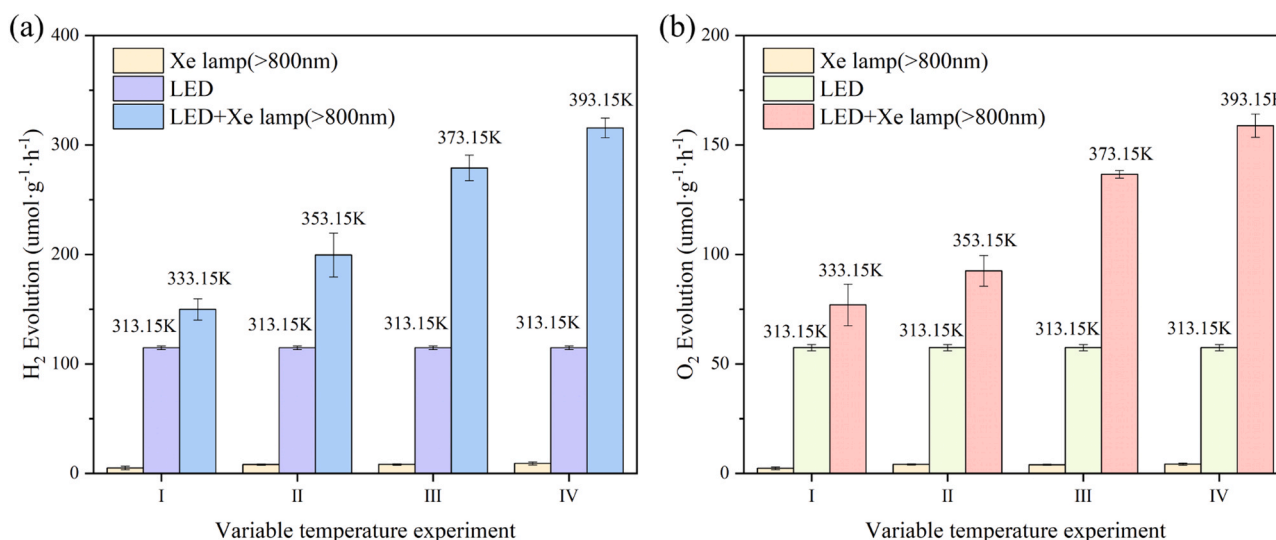 (a)
400
300
200
100
0
H₂ Evolution (umol·g⁻¹·h⁻¹)
Xe lamp(>800nm)
LED
LED+Xe lamp(>800nm)
313.15K
333.15K
313.15K
353.15K
313.15K
373.15K
313.15K
393.15K
I
II
III
IV
Variable temperature experiment
(b)
200
150
100
50
0
O₂ Evolution (umol·g⁻¹·h⁻¹)
Xe lamp(>800nm)
LED
LED+Xe lamp(>800nm)
313.15K
333.15K
313.15K
353.15K
313.15K
373.15K
313.15K
393.15K
I
II
III
IV
Variable temperature experiment